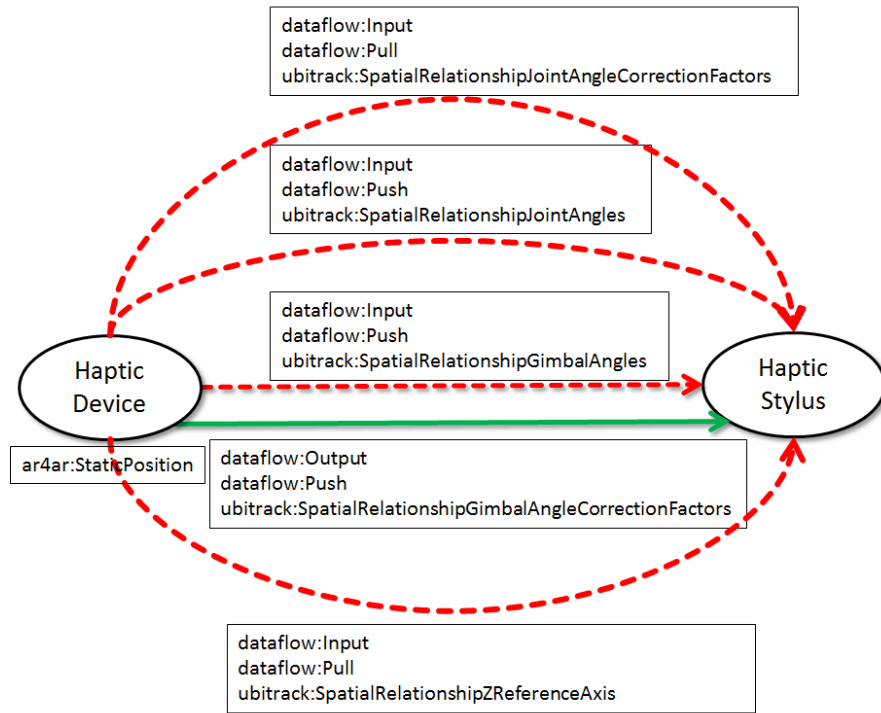 dataflow:Input
dataflow:Pull
ubitrack:SpatialRelationshipJointAngleCorrectionFactors
dataflow:Input
dataflow:Push
ubitrack:SpatialRelationshipJointAngles
dataflow:Input
dataflow:Push
ubitrack:SpatialRelationshipGimbalAngles
Haptic
Device
Haptic
Stylus
ar4ar:StaticPosition
dataflow:Output
dataflow:Push
ubitrack:SpatialRelationshipGimbalAngleCorrectionFactors
dataflow:Input
dataflow:Pull
ubitrack:SpatialRelationshipZReferenceAxis